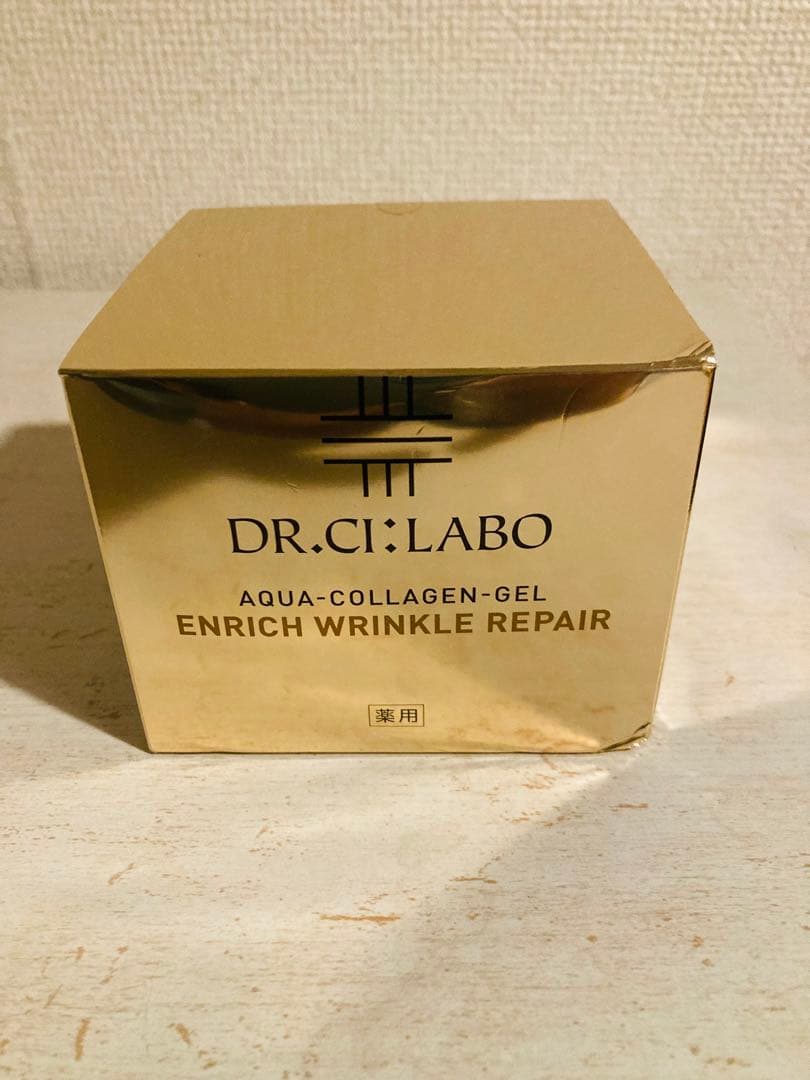 DR.CI:LABO
AQUA-COLLAGEN-GEL
ENRICH WRINKLE REPAIR
薬用